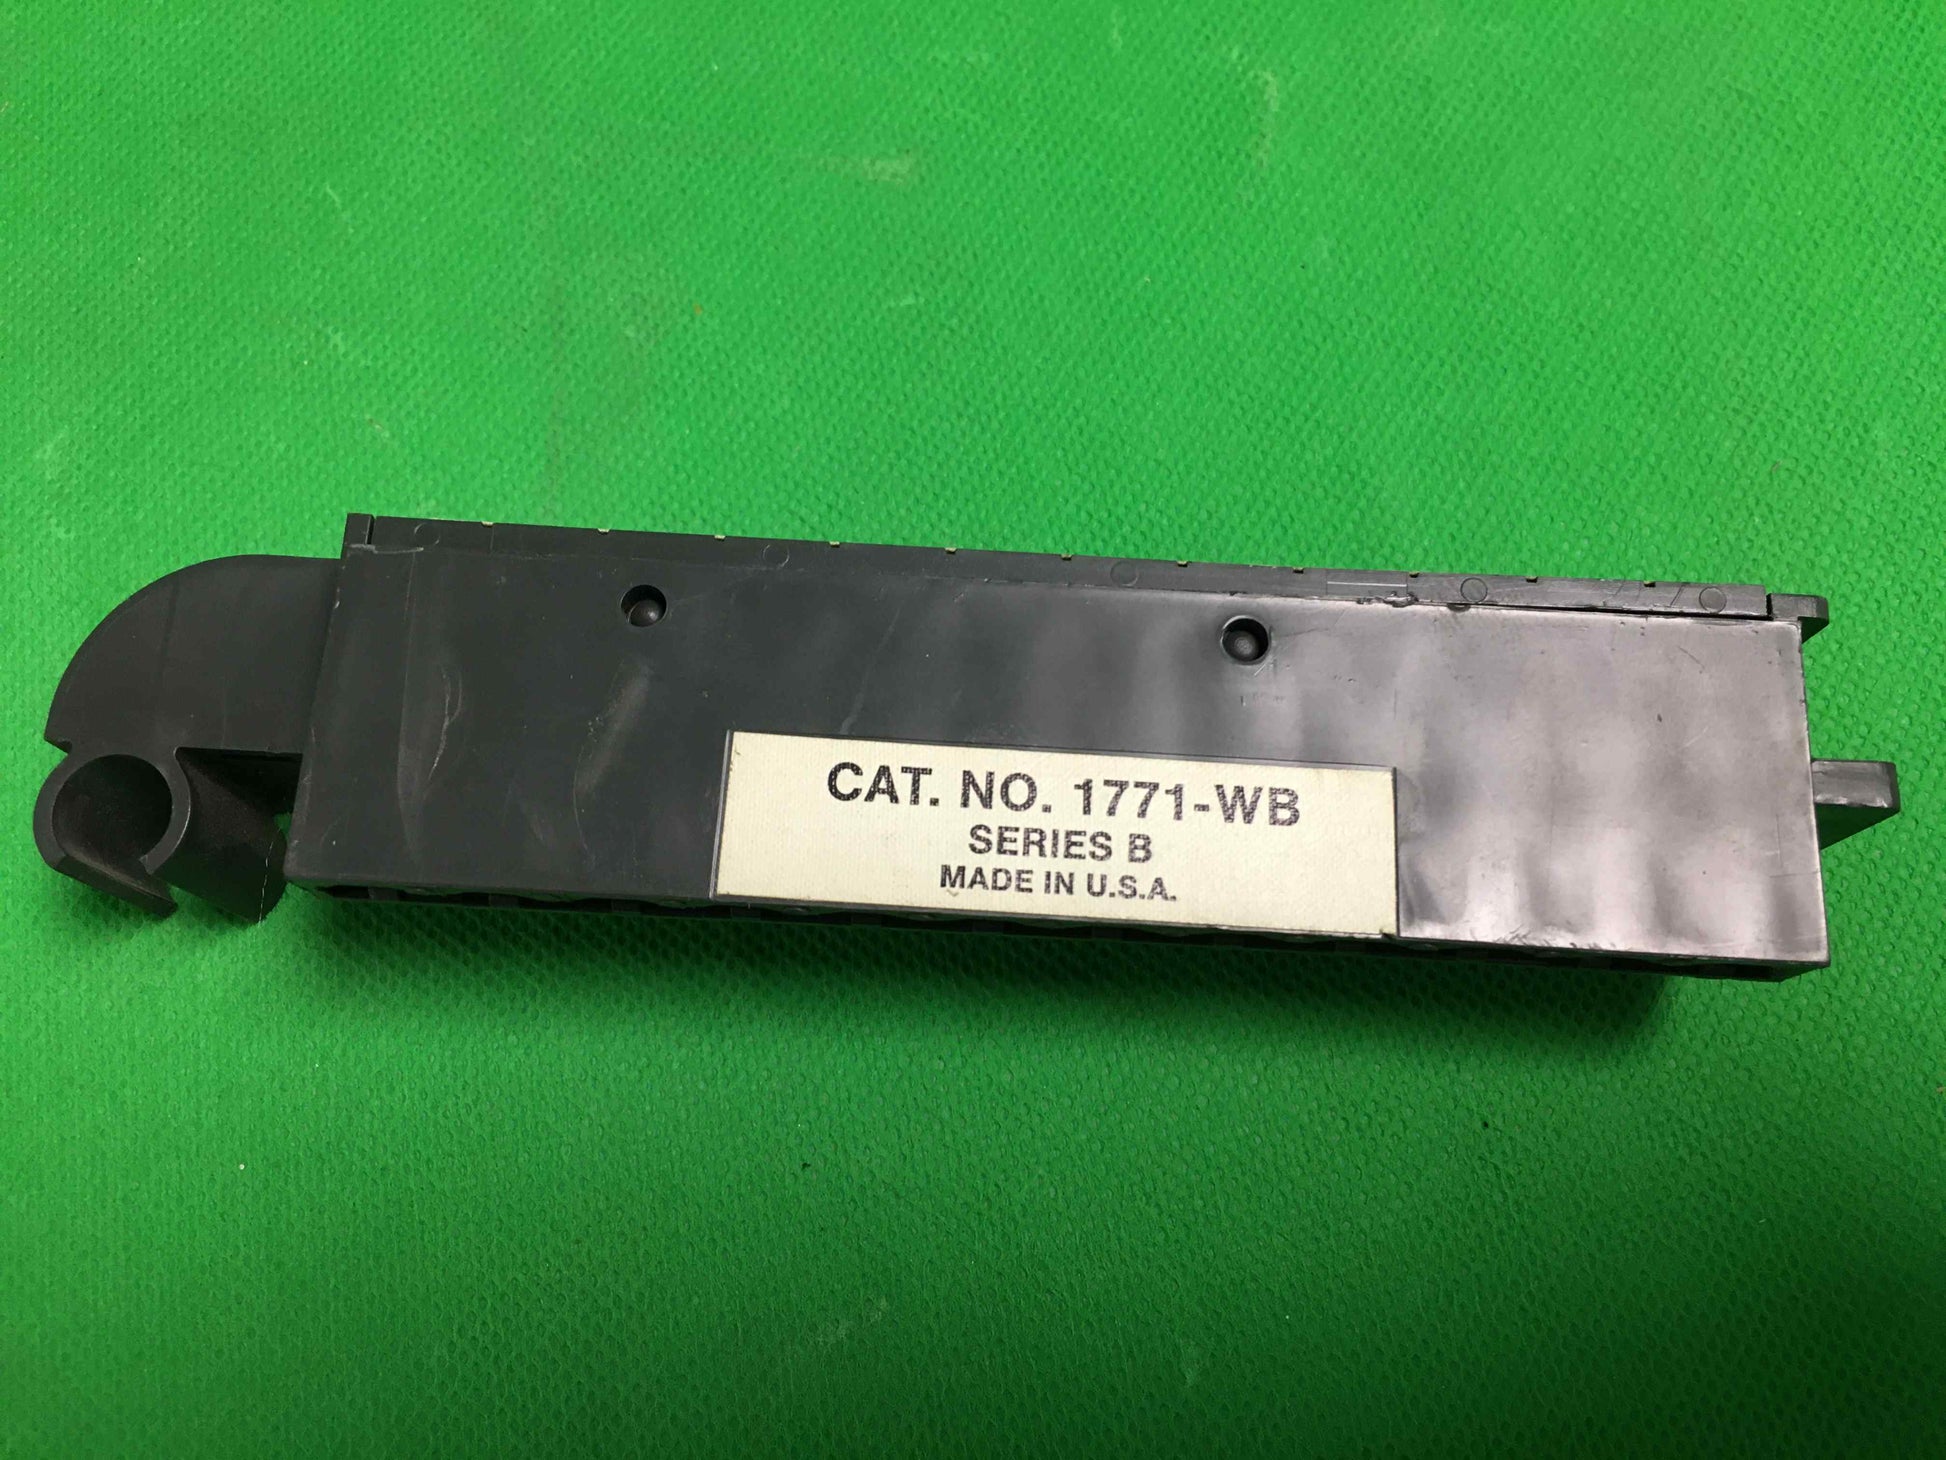 CAT. NO. 1771-WB
SERIES B
MADE IN U.S.A.